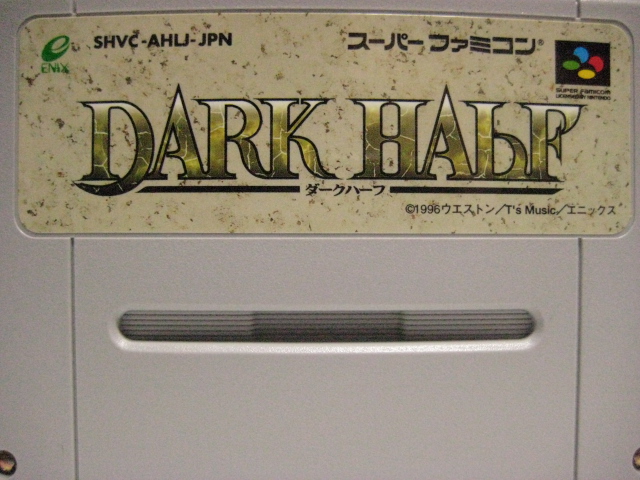 SHVC-AHLJ-JPN スーパーファミコン®
ENIX
SUPER FAMICOM
DARK HALF
ダークハーフ
©1996ウエストン/T's Music/エニックス